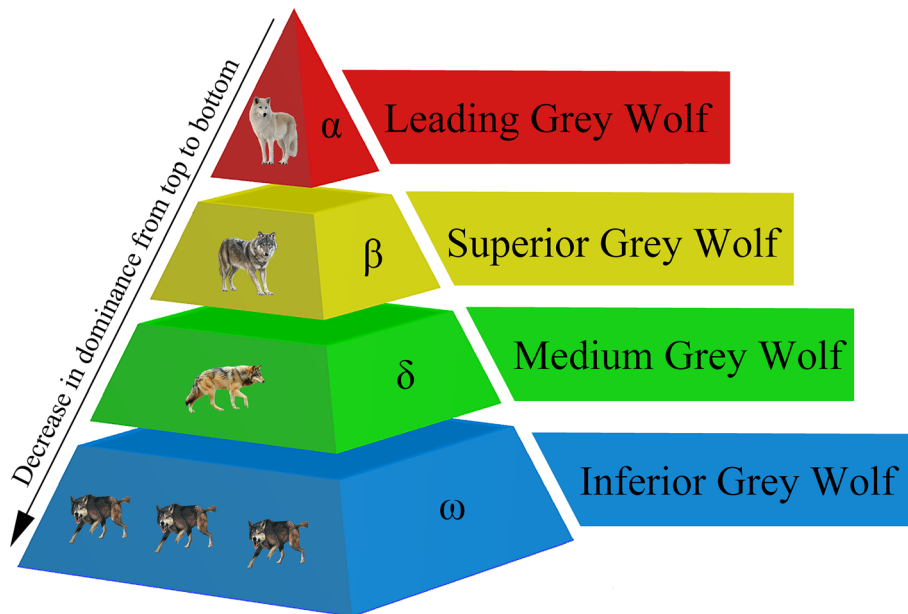 Decrease in dominance from top to bottom
α
Leading Grey Wolf
β
Superior Grey Wolf
δ
Medium Grey Wolf
ω
Inferior Grey Wolf